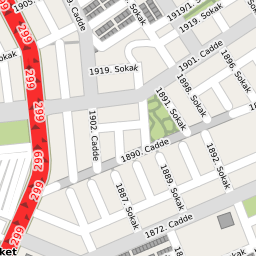 1905.
Cadde
1919/1.
1919. Sokak
1901. Cadde
1896. Sokak
1898. Sokak
1891. Sokak
1902. Cadde
1890. Cadde
1892. Sokak
1889. Sokak
1887. Sokak
1872. Cadde
299
299
299
299
299
299
ket